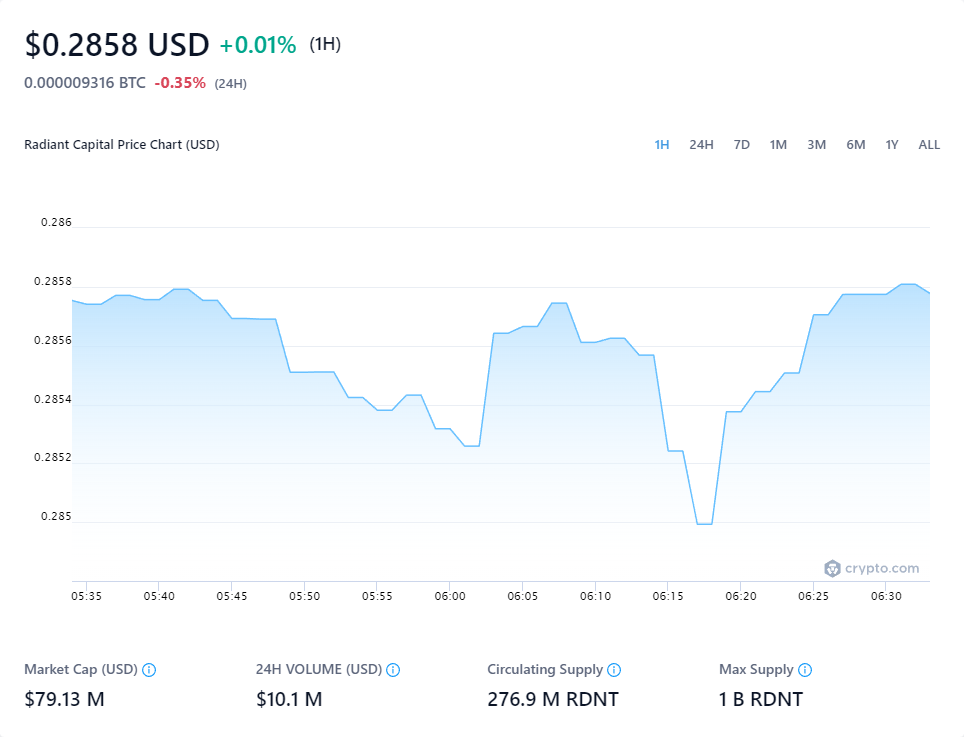 $0.2858 USD +0.01% (1H)
0.000009316 BTC -0.35% (24H)
Radiant Capital Price Chart (USD) 1H 24H 7D 1M 3M 6M 1Y ALL
0.286
0.2858
0.2856
0.2854
0.2852
0.285
crypto.com
05:35 05:40 05:45 05:50 05:55 06:00 06:05 06:10 06:15 06:20 06:25 06:30
Market Cap (USD) 24H VOLUME (USD) Circulating Supply Max Supply
$79.13 M $10.1 M 276.9 M RDNT 1 B RDNT